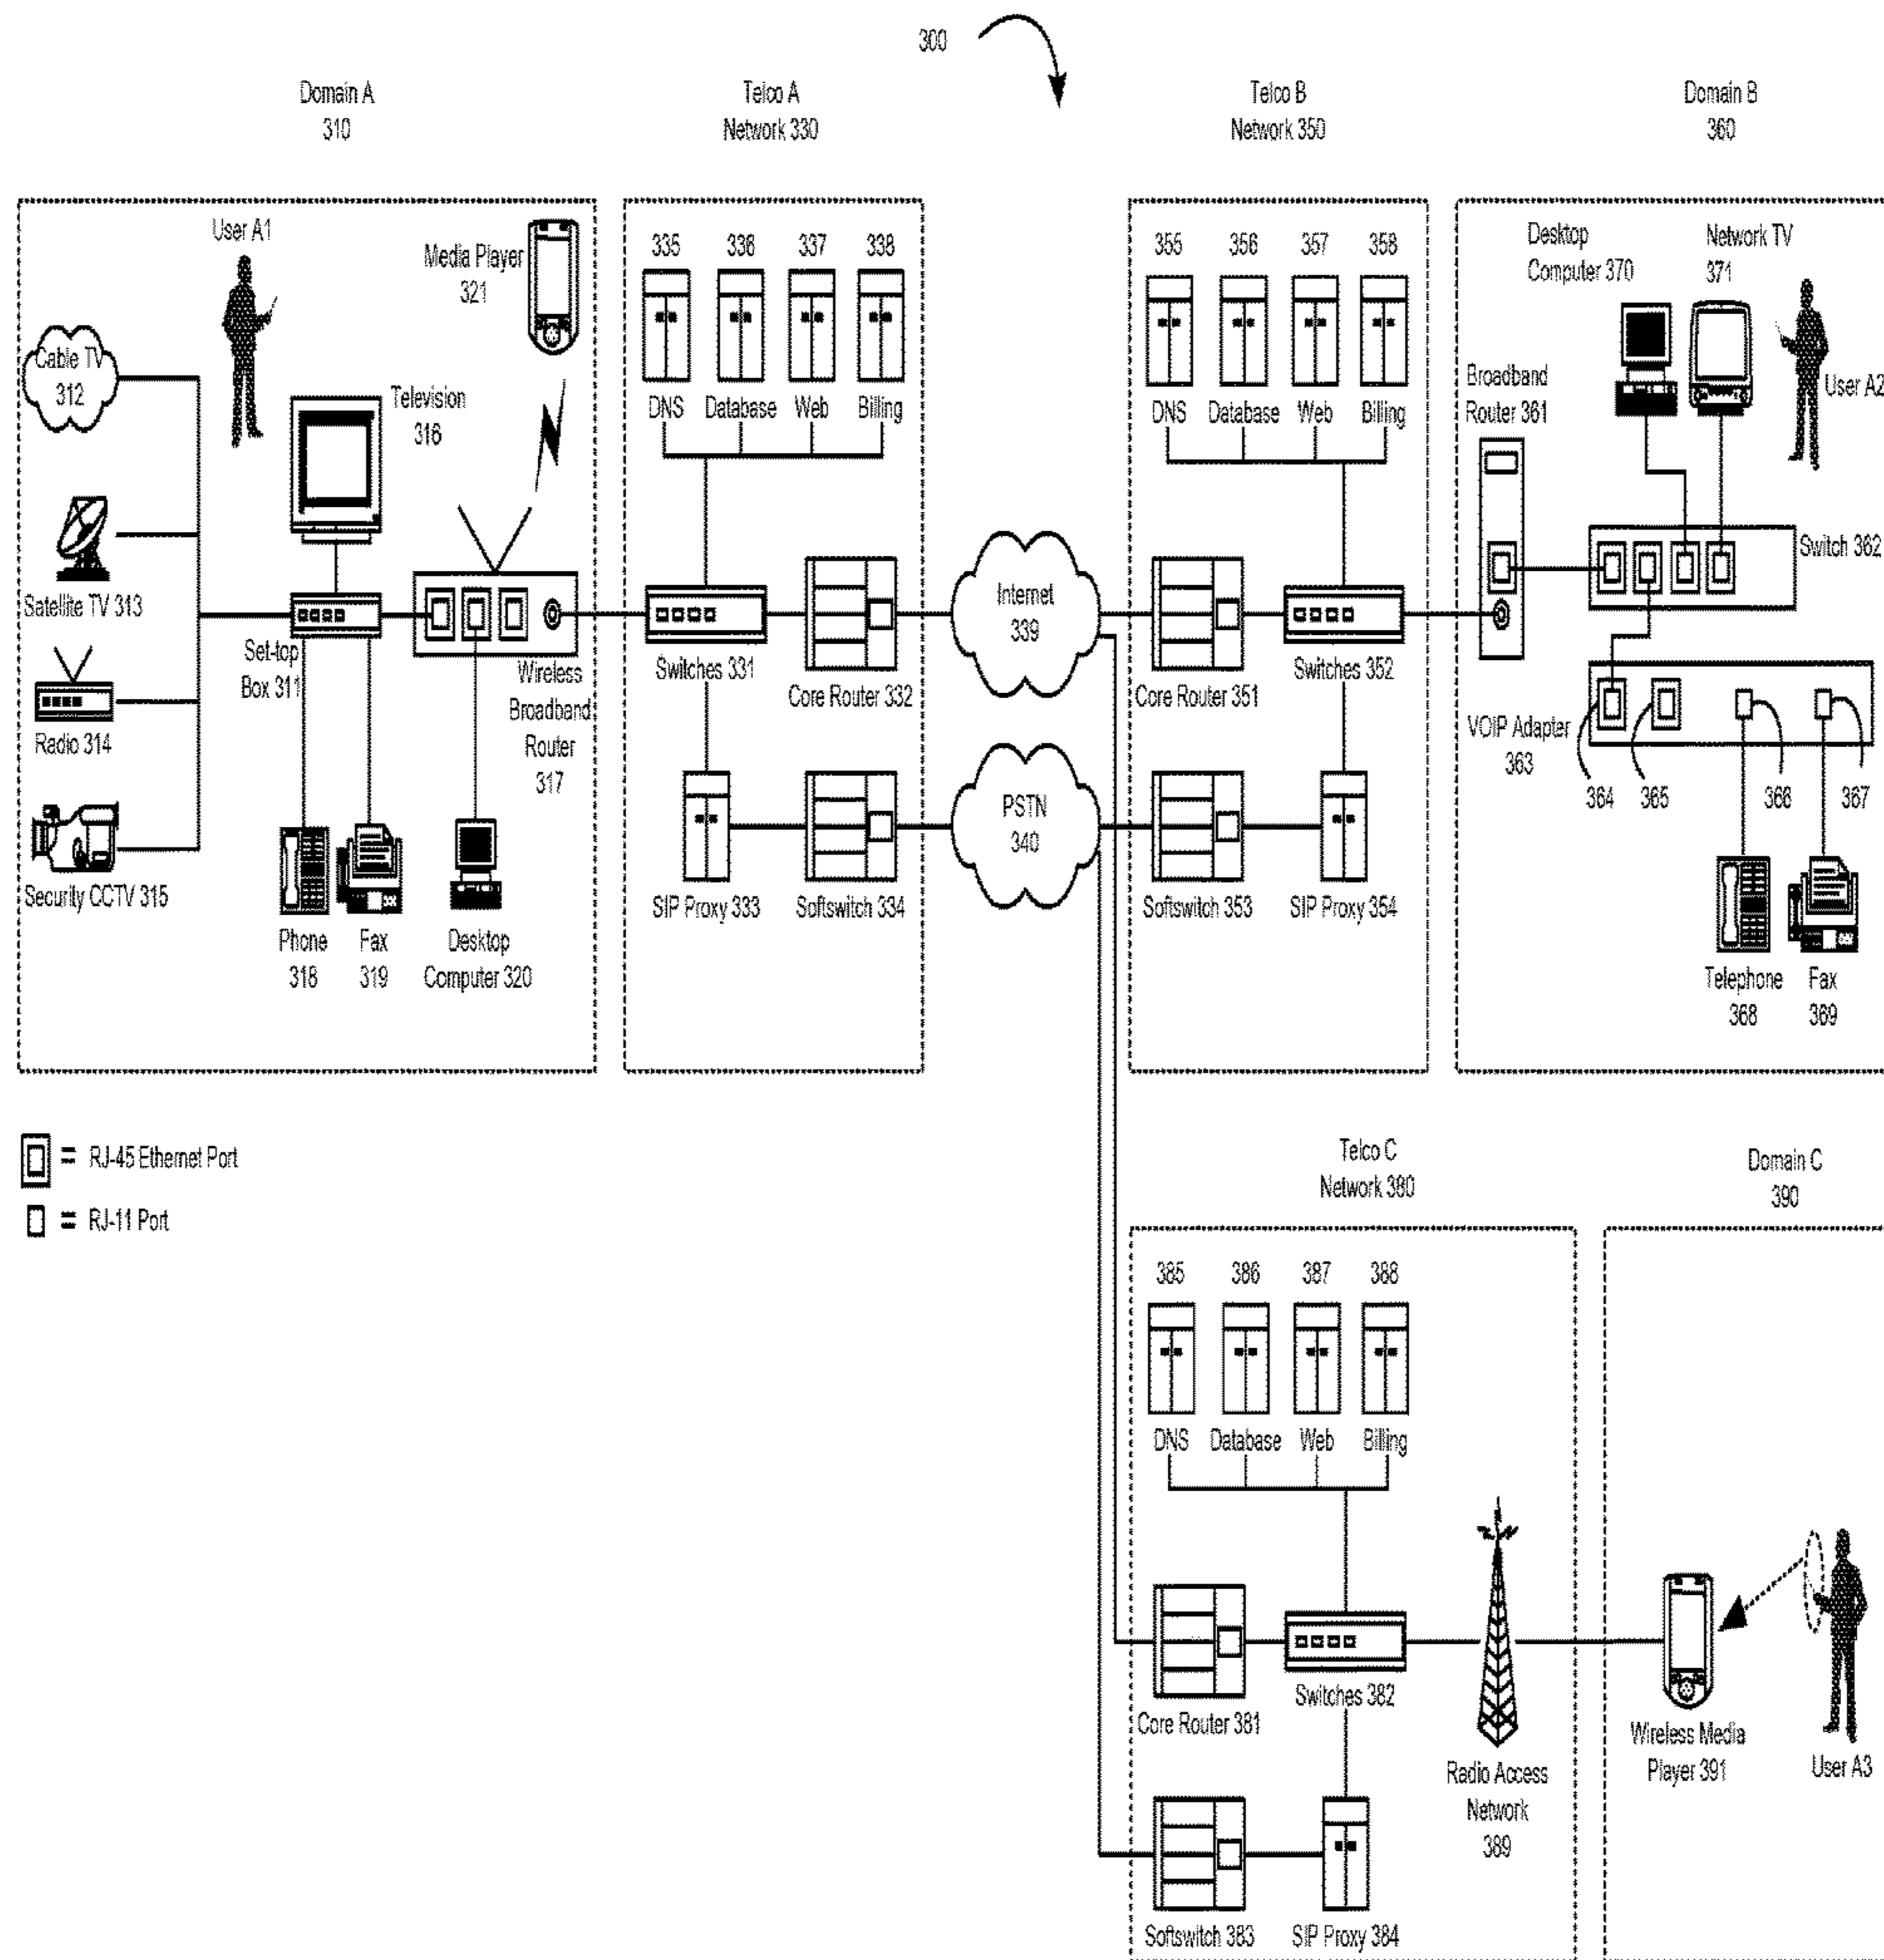 300
Domain A
310
Telco A
Network 330
Telco B
Network 350
Domain B
360
User A1
Media Player
321
Cable TV
312
Television
316
Satellite TV 313
Set-top
Box 311
Radio 314
Wireless
Broadband
Router
317
Security CCTV 315
Phone
318
Fax
319
Desktop
Computer 320
335
336
337
338
DNS
Database
Web
Billing
Switches 331
Core Router 332
SIP Proxy 333
Softswitch 334
Internet
339
PSTN
340
355
356
357
358
DNS
Database
Web
Billing
Core Router 351
Switches 352
Softswitch 353
SIP Proxy 354
Desktop
Computer 370
Network TV
371
User A2
Broadband
Router 361
Switch 362
VOIP Adapter
363
364
365
366
367
Telephone
368
Fax
369
= RJ-45 Ethernet Port
= RJ-11 Port
Telco C
Network 380
Domain C
390
385
386
387
388
DNS
Database
Web
Billing
Core Router 381
Switches 382
Radio Access
Network
389
Wireless Media
Player 391
User A3
Softswitch 383
SIP Proxy 384